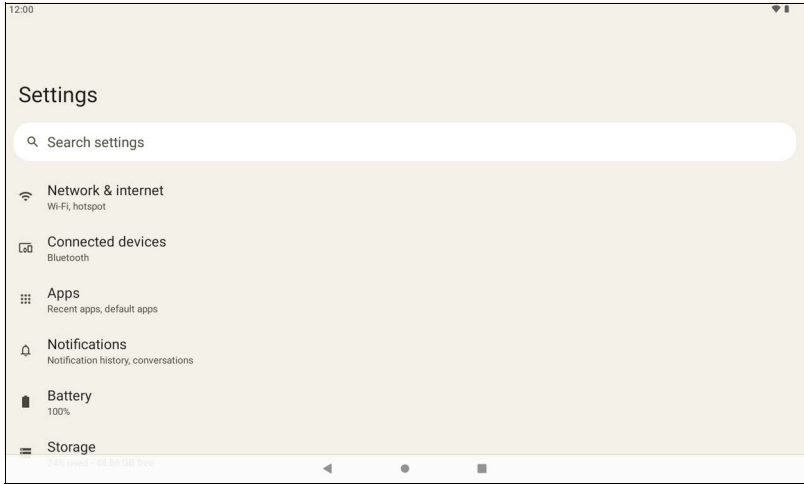 12:00
Settings
Search settings
Network & internet
Wi-Fi, hotspot
Connected devices
Bluetooth
Apps
Recent apps, default apps
Notifications
Notification history, conversations
Battery
100%
Storage